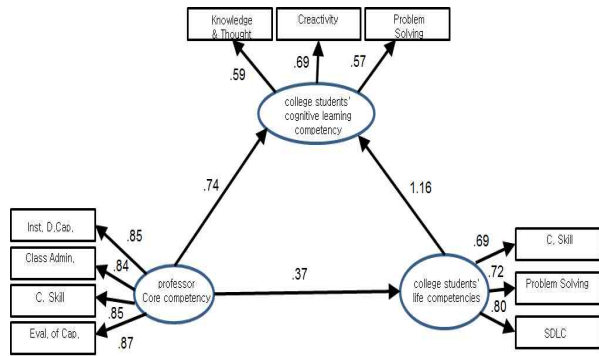 Knowledge
& Thought
Creactivity
Problem
Solving
.59
.69
.57
college students'
cognitive learning
competency
.74
1.16
Inst. D.Cap.
Class Admin.
C. Skill
Eval. of Cap.
.85
.84
.85
.87
professor
Core competency
.37
college students'
life competencies
.69
.72
.80
C. Skill
Problem Solving
SDLC